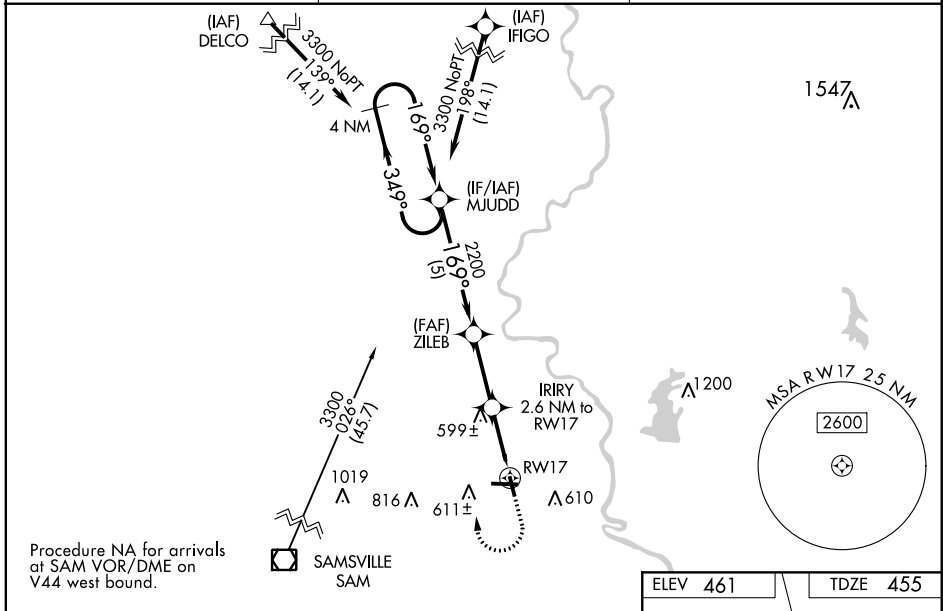 (IAF)
DELCO
3300 NoPT
139°
(14.1)
(IAF)
IFIGO
3300 NoPT
198°
(14.1)
1547
4 NM
169°
349°
(IF/IAF)
MJUDD
2200
169°
(5)
(FAF)
ZILEB
IRIRY
2.6 NM to
RW17
599±
1200
MSA RW17 25 NM
2600
3300
026°
(45.7)
RW17
1019
816
611±
610
Procedure NA for arrivals
at SAM VOR/DME on
V44 west bound.
SAMSVILLE
SAM
ELEV 461
TDZE 455